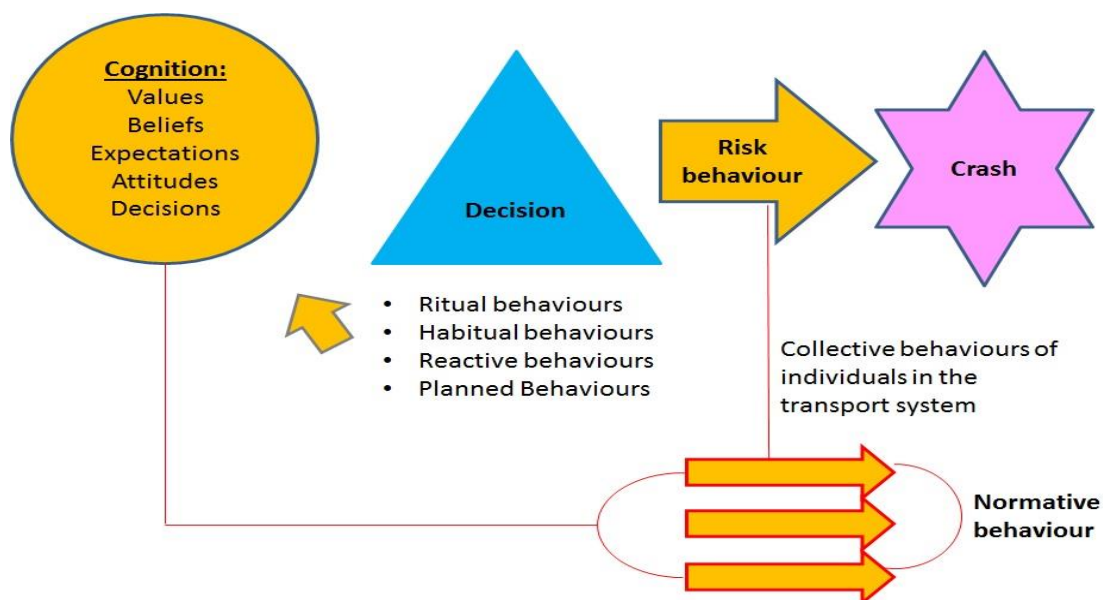 Cognition:
Values
Beliefs
Expectations
Attitudes
Decisions
Decision
• Ritual behaviours
• Habitual behaviours
• Reactive behaviours
• Planned Behaviours
Risk
behaviour
Crash
Collective behaviours of
individuals in the
transport system
Normative
behaviour